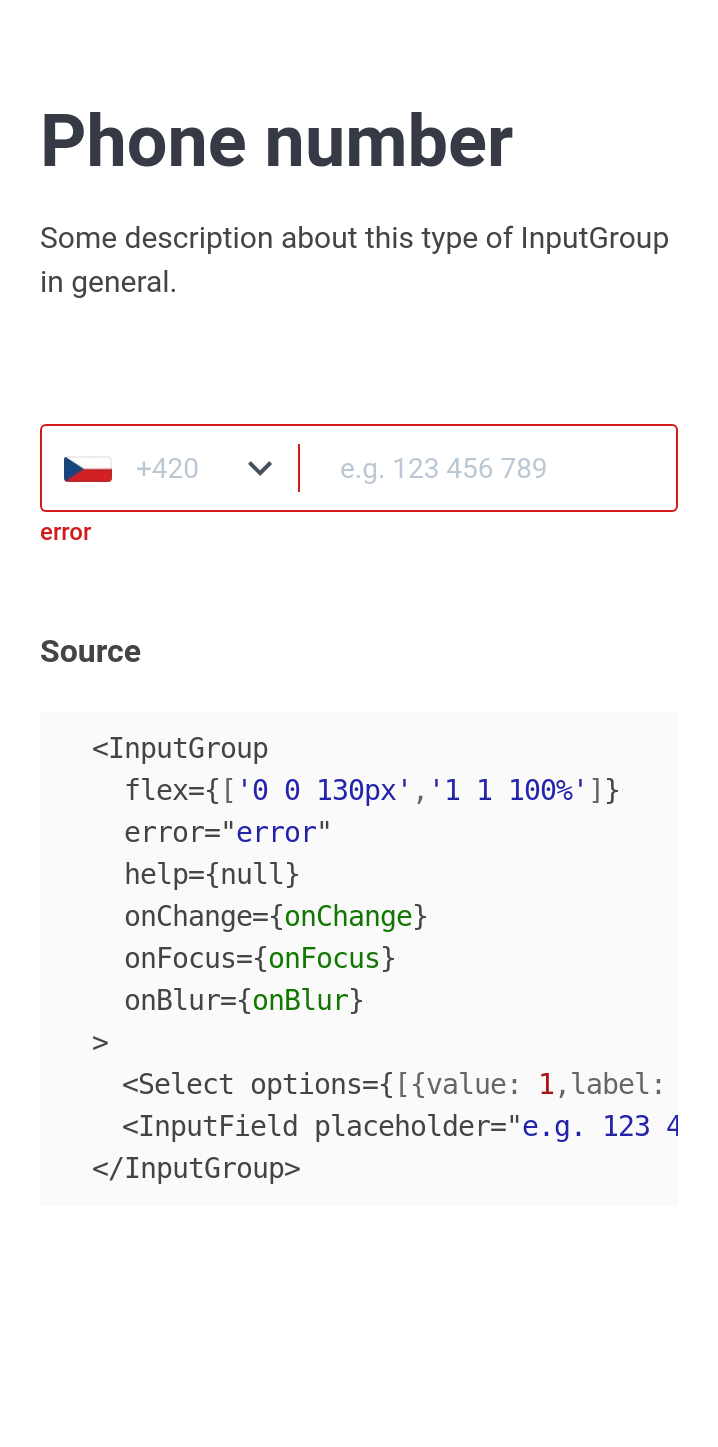 Phone number
Some description about this type of InputGroup
in general.
+420 e.g. 123 456 789
error
Source
<InputGroup
flex={['0 0 130px','1 1 100%']}
error="error"
help={null}
onChange={onChange}
onFocus={onFocus}
onBlur={onBlur}
>
<Select options={[{value: 1,label:
<InputField placeholder="e.g. 123 4
</InputGroup>